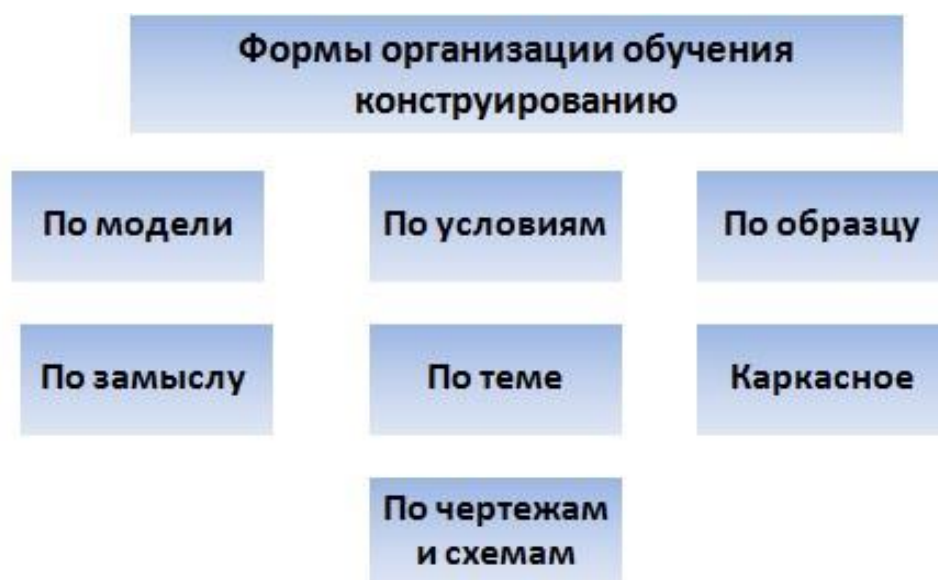 Формы организации обучения
конструированию
По модели
По условиям
По образцу
По замыслу
По теме
Каркасное
По чертежам
и схемам